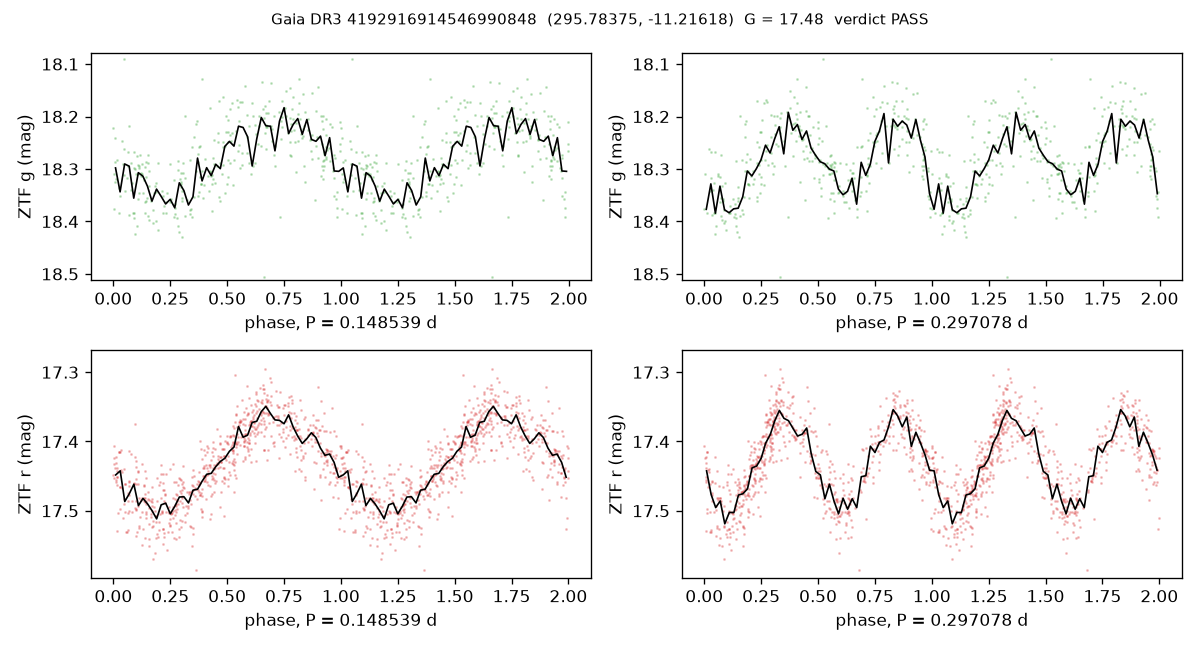 Gaia DR3 4192916914546990848 (295.78375, -11.21618) G = 17.48 verdict PASS
ZTF g (mag)
18.1
18.2
18.3
18.4
18.5
0.00 0.25 0.50 0.75 1.00 1.25 1.50 1.75 2.00
phase, P = 0.148539 d
ZTF g (mag)
18.1
18.2
18.3
18.4
18.5
0.00 0.25 0.50 0.75 1.00 1.25 1.50 1.75 2.00
phase, P = 0.297078 d
ZTF r (mag)
17.3
17.4
17.5
0.00 0.25 0.50 0.75 1.00 1.25 1.50 1.75 2.00
phase, P = 0.148539 d
ZTF r (mag)
17.3
17.4
17.5
0.00 0.25 0.50 0.75 1.00 1.25 1.50 1.75 2.00
phase, P = 0.297078 d